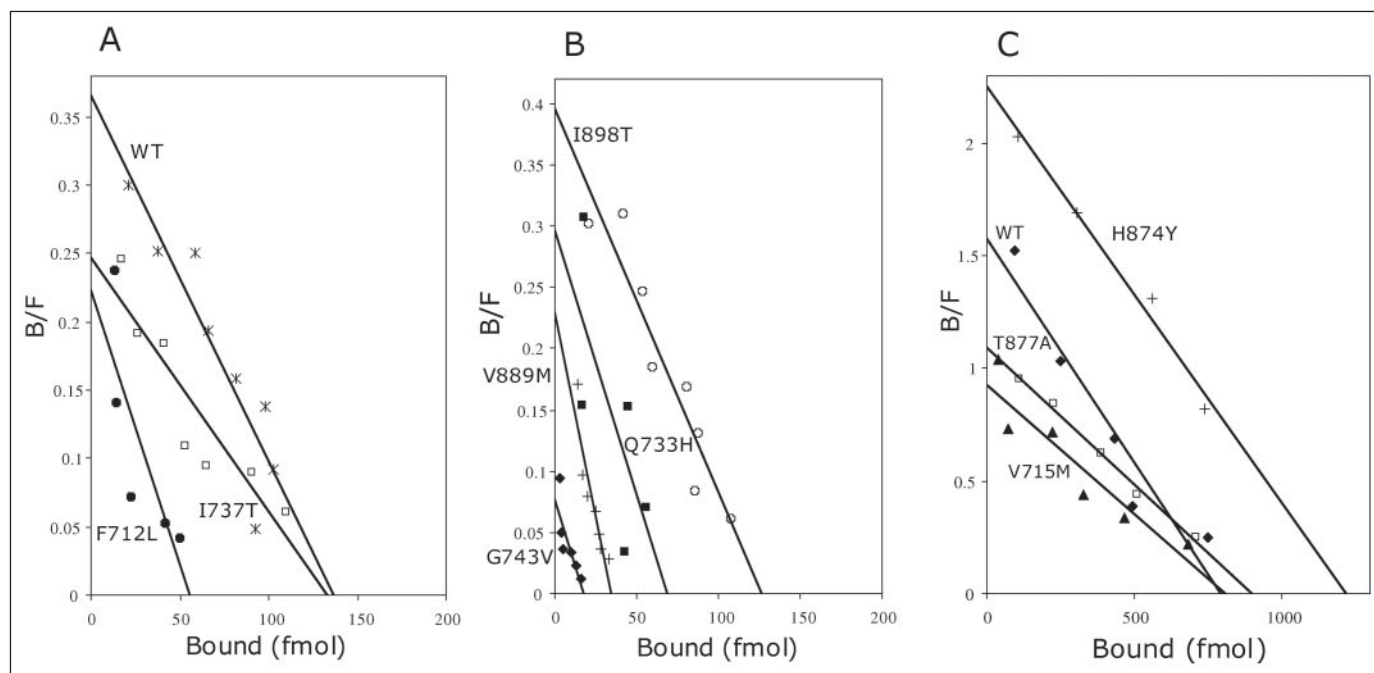 A
B
C
0.35
0.3
0.25
0.2
0.15
0.1
0.05
0
B/F
WT
I737T
F712L
0
50
100
150
200
Bound (fmol)
0.4
0.35
0.3
0.25
0.2
0.15
0.1
0.05
0
B/F
I898T
V889M
Q733H
G743V
0
50
100
150
200
Bound (fmol)
2
1.5
1
0.5
0
B/F
WT
H874Y
T877A
V715M
0
500
1000
Bound (fmol)